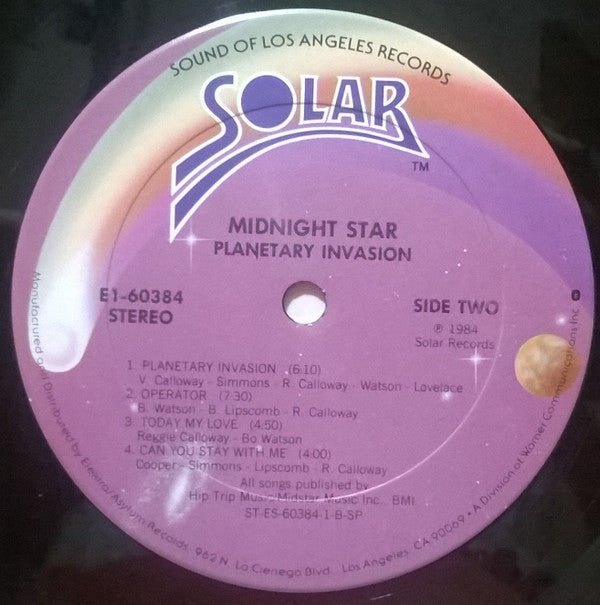 SOUND OF LOS ANGELES RECORDS
SOLAR
TM
MIDNIGHT STAR
PLANETARY INVASION
E1-60384
STEREO
SIDE TWO
℗ 1984
Solar Records
1. PLANETARY INVASION (6:10)
V. Calloway - Simmons - R. Calloway - Watson - Lovelace
2. OPERATOR (7:30)
B. Watson - B. Lipscomb - R. Calloway
3. TODAY MY LOVE (4:50)
Reggie Calloway - Bo Watson
4. CAN YOU STAY WITH ME (4:00)
Cooper - Simmons - Lipscomb - R. Calloway
All songs published by
Hip Trip Music/Midstar Music Inc., BMI
ST-ES-60384-1-B-SP
Manufactured and Distributed by Elektra/Asylum Records 962 N. La Cienega Blvd. Los Angeles, CA 90069 • A Division of Warner Communications Inc.